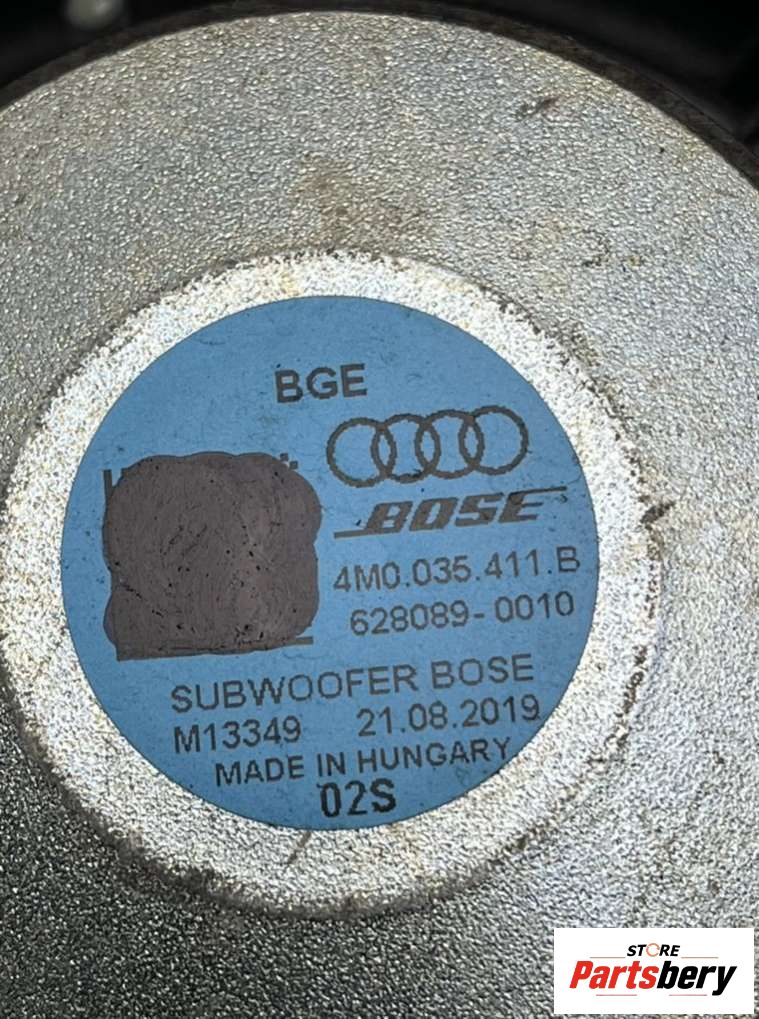 BGE
BOSE
4M0.035.411.B
628089-0010
SUBWOOFER BOSE
M13349 21.08.2019
MADE IN HUNGARY
02S
STORE
Partsbery